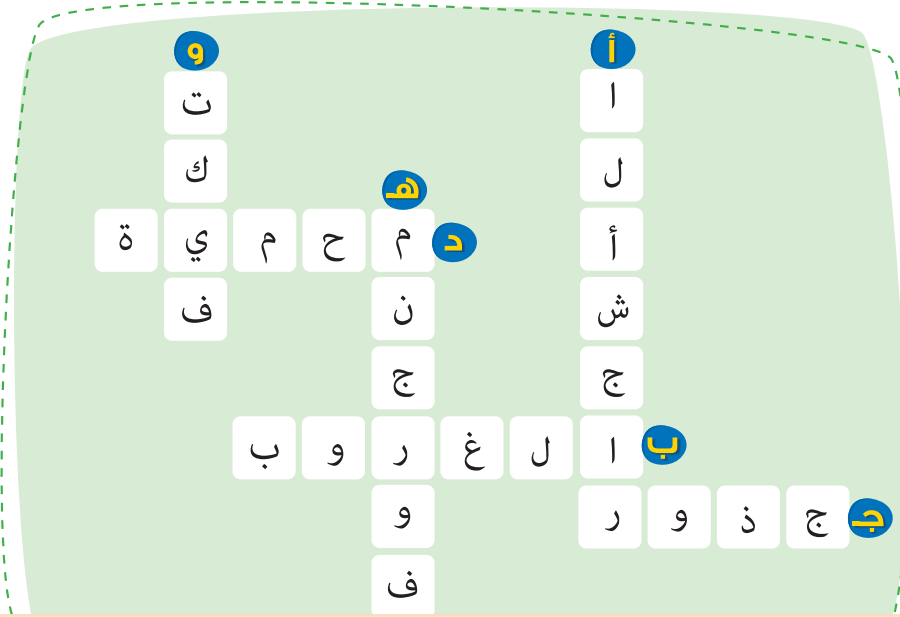 و أ
ت ا
ك ل
هـ
م ح م ي ة أ
د
ن ف ش
ج ج
ب ا ل غ ر و ب
جـ ج ذ و ر و
ف